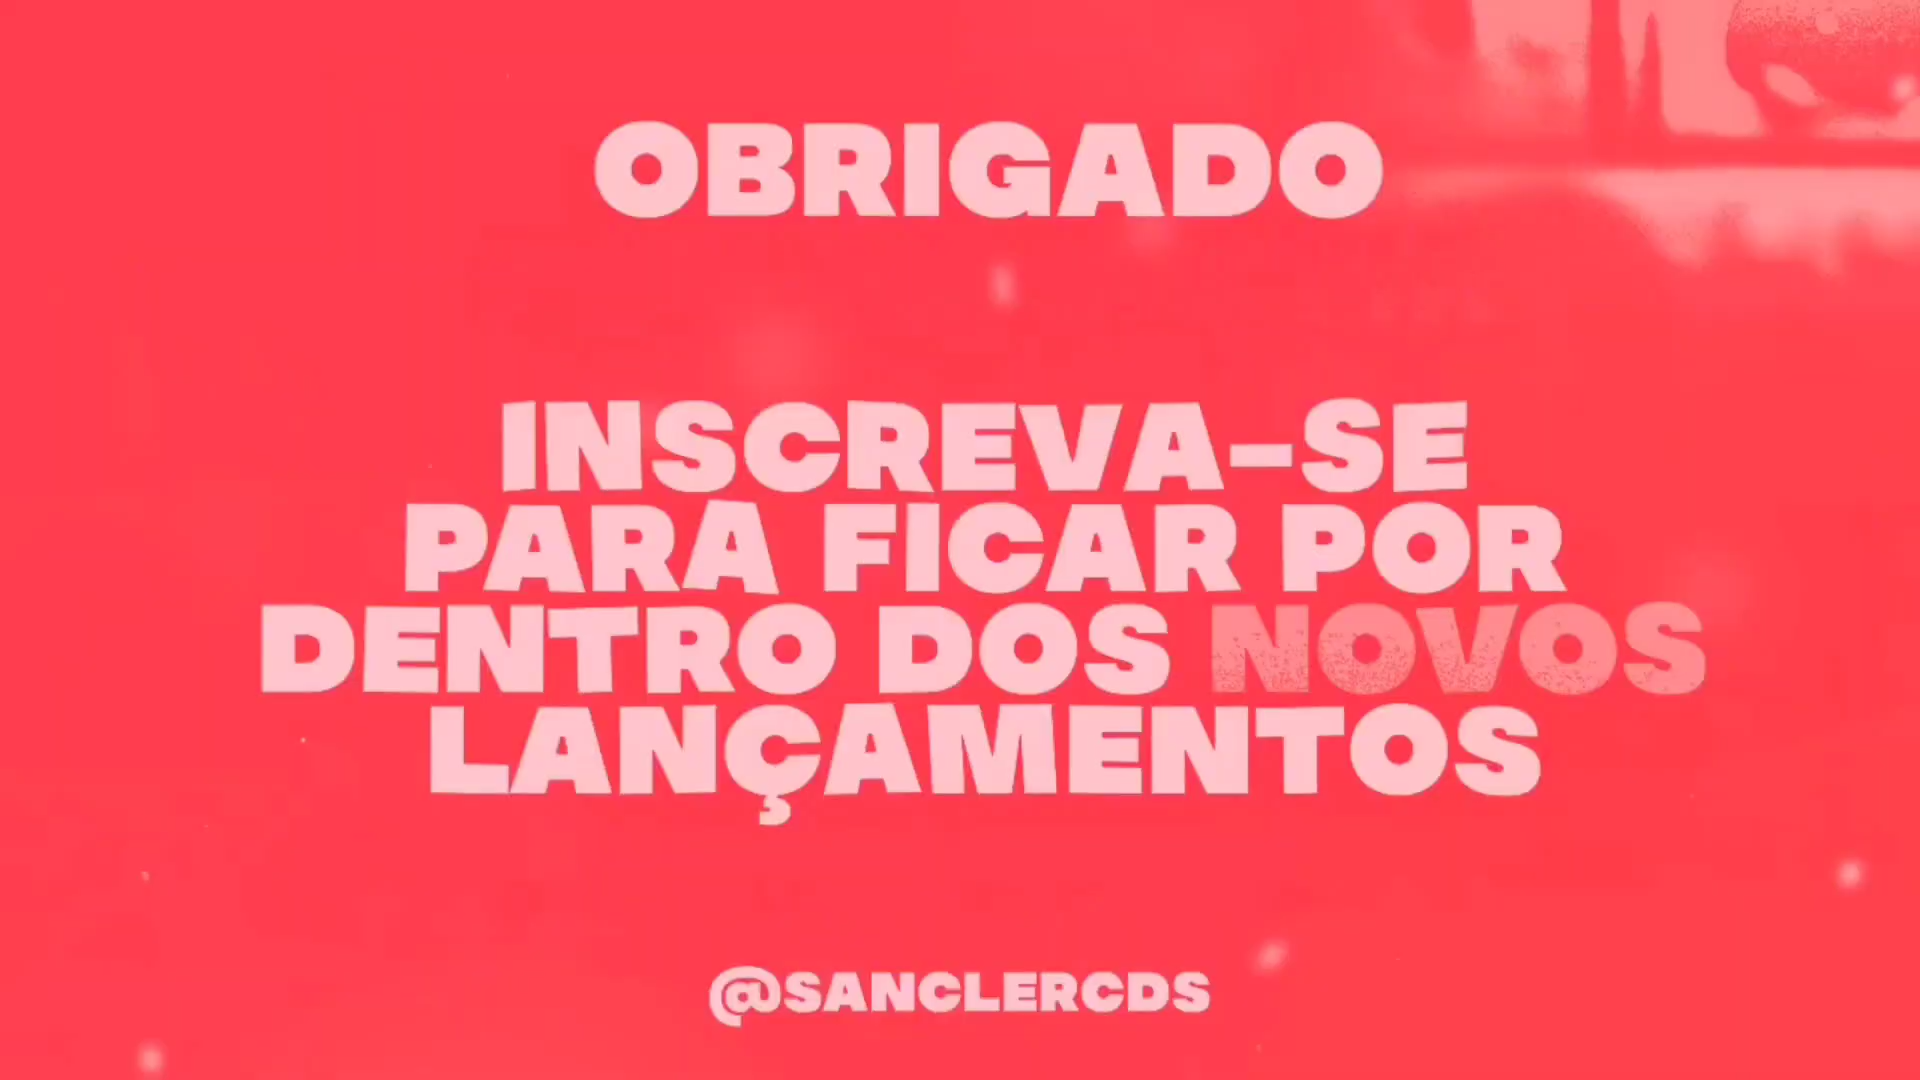 OBRIGADO
INSCREVA-SE
PARA FICAR POR
DENTRO DOS NOVOS
LANÇAMENTOS
@SANCLERCDS